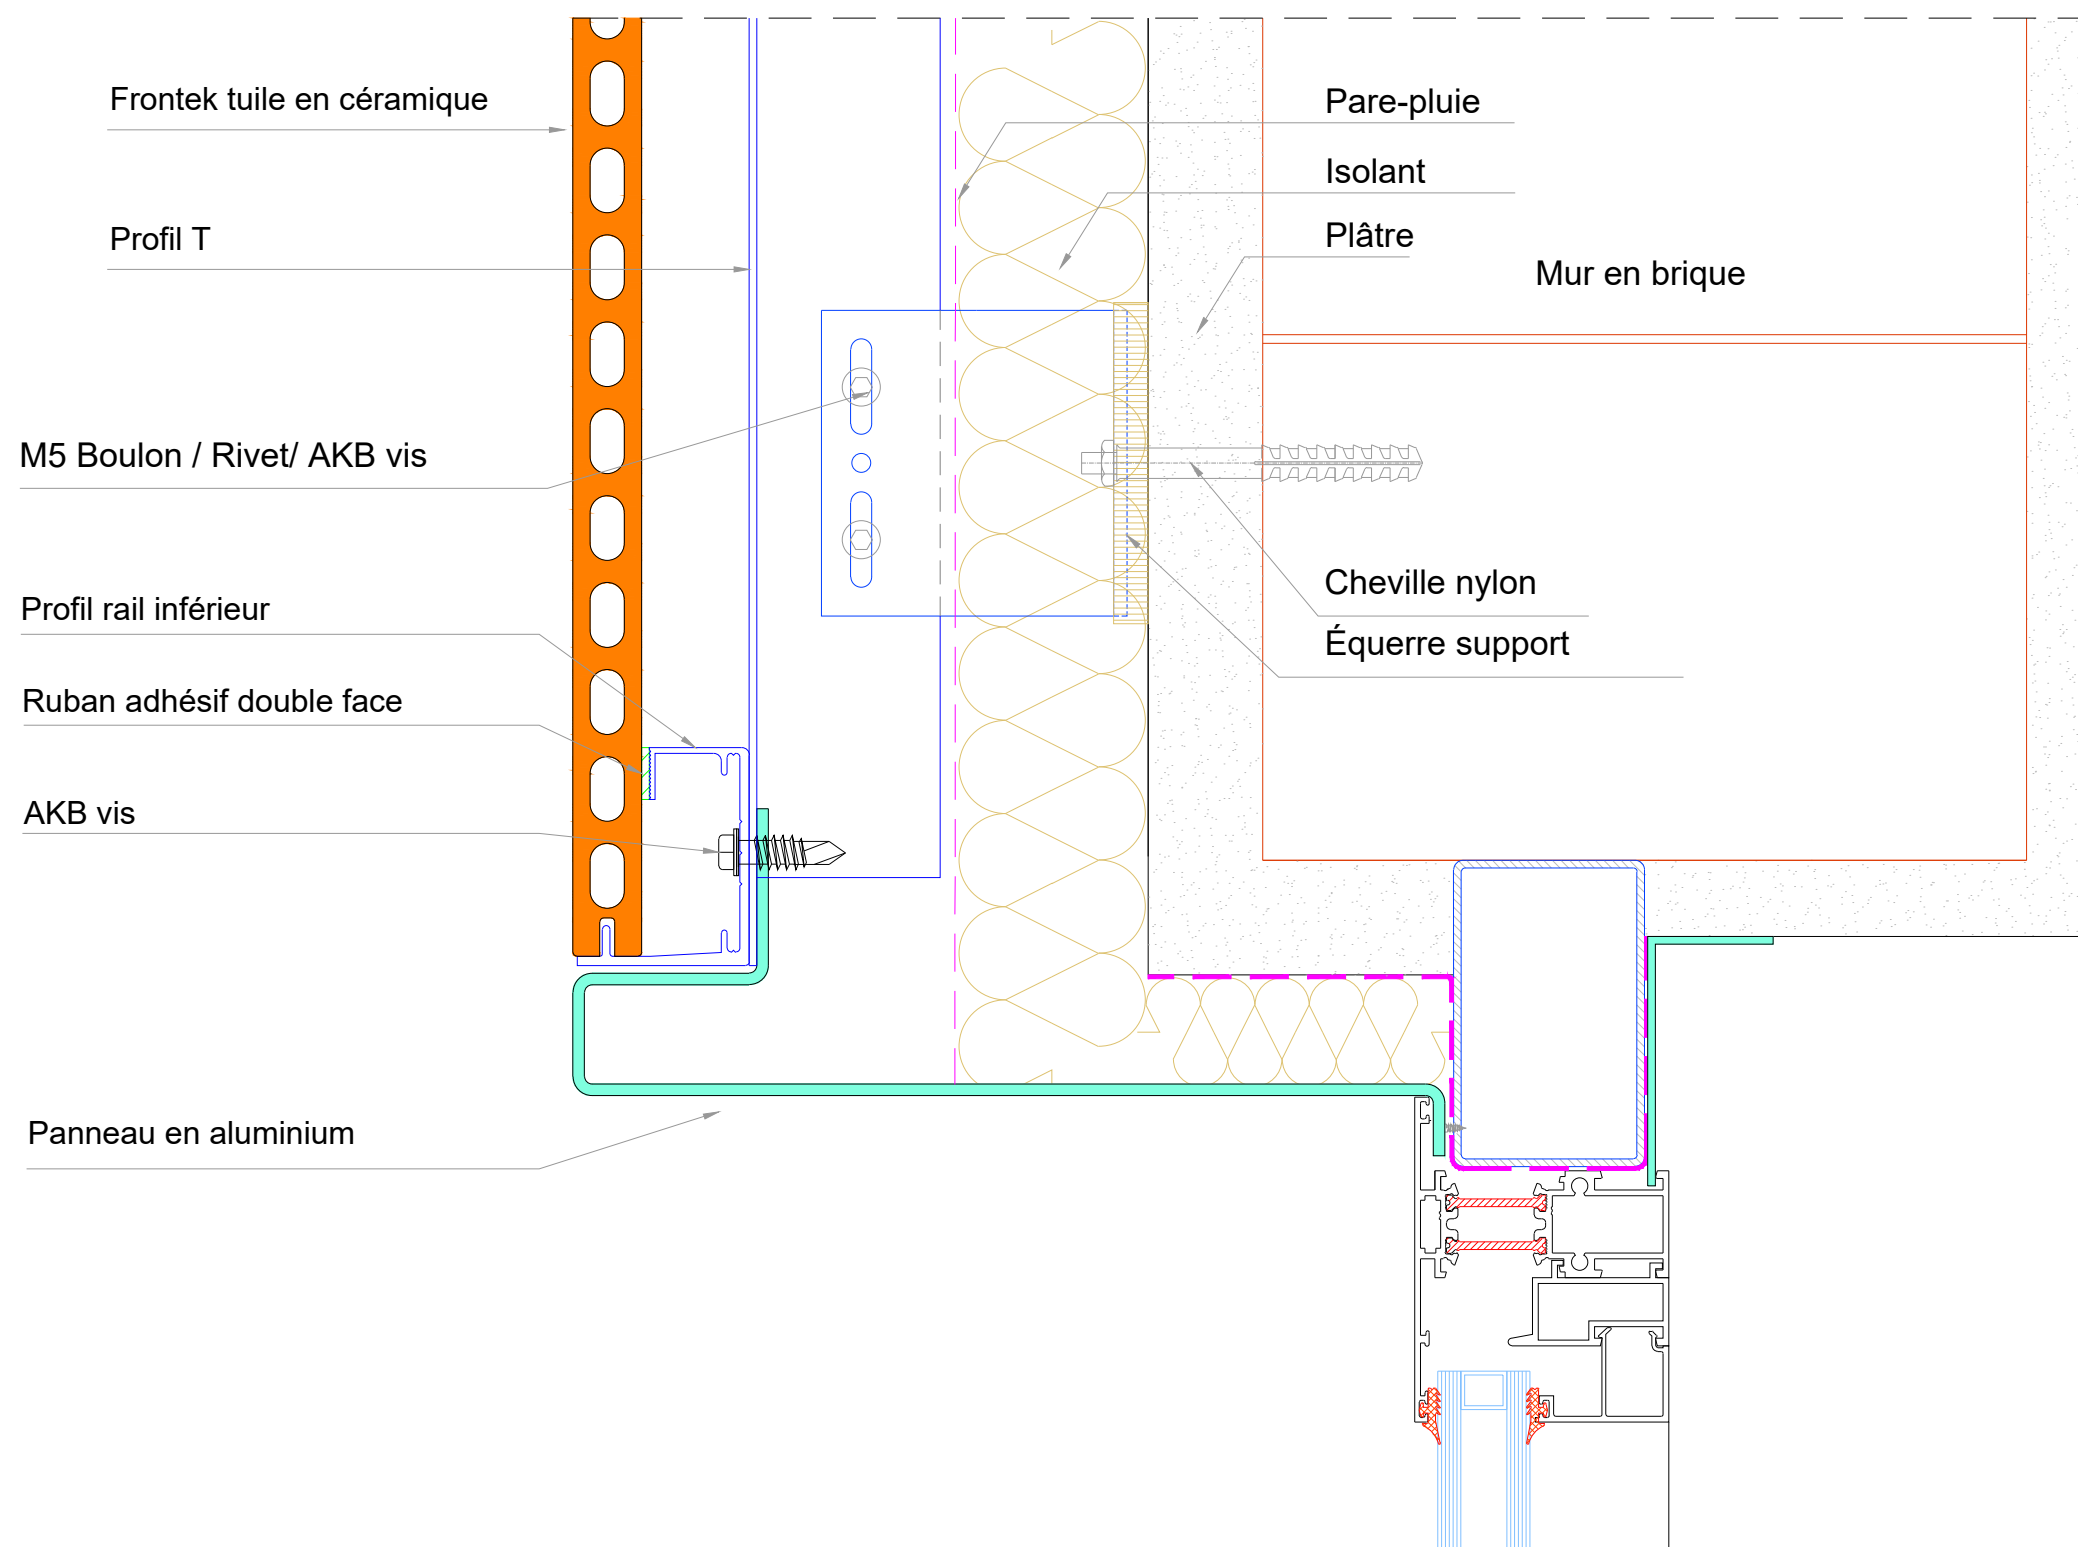 Frontek tuile en céramique
Profil T
M5 Boulon / Rivet/ AKB vis
Profil rail inférieur
Ruban adhésif double face
AKB vis
Panneau en aluminium
Pare-pluie
Isolant
Plâtre
Mur en brique
Cheville nylon
Équerre support